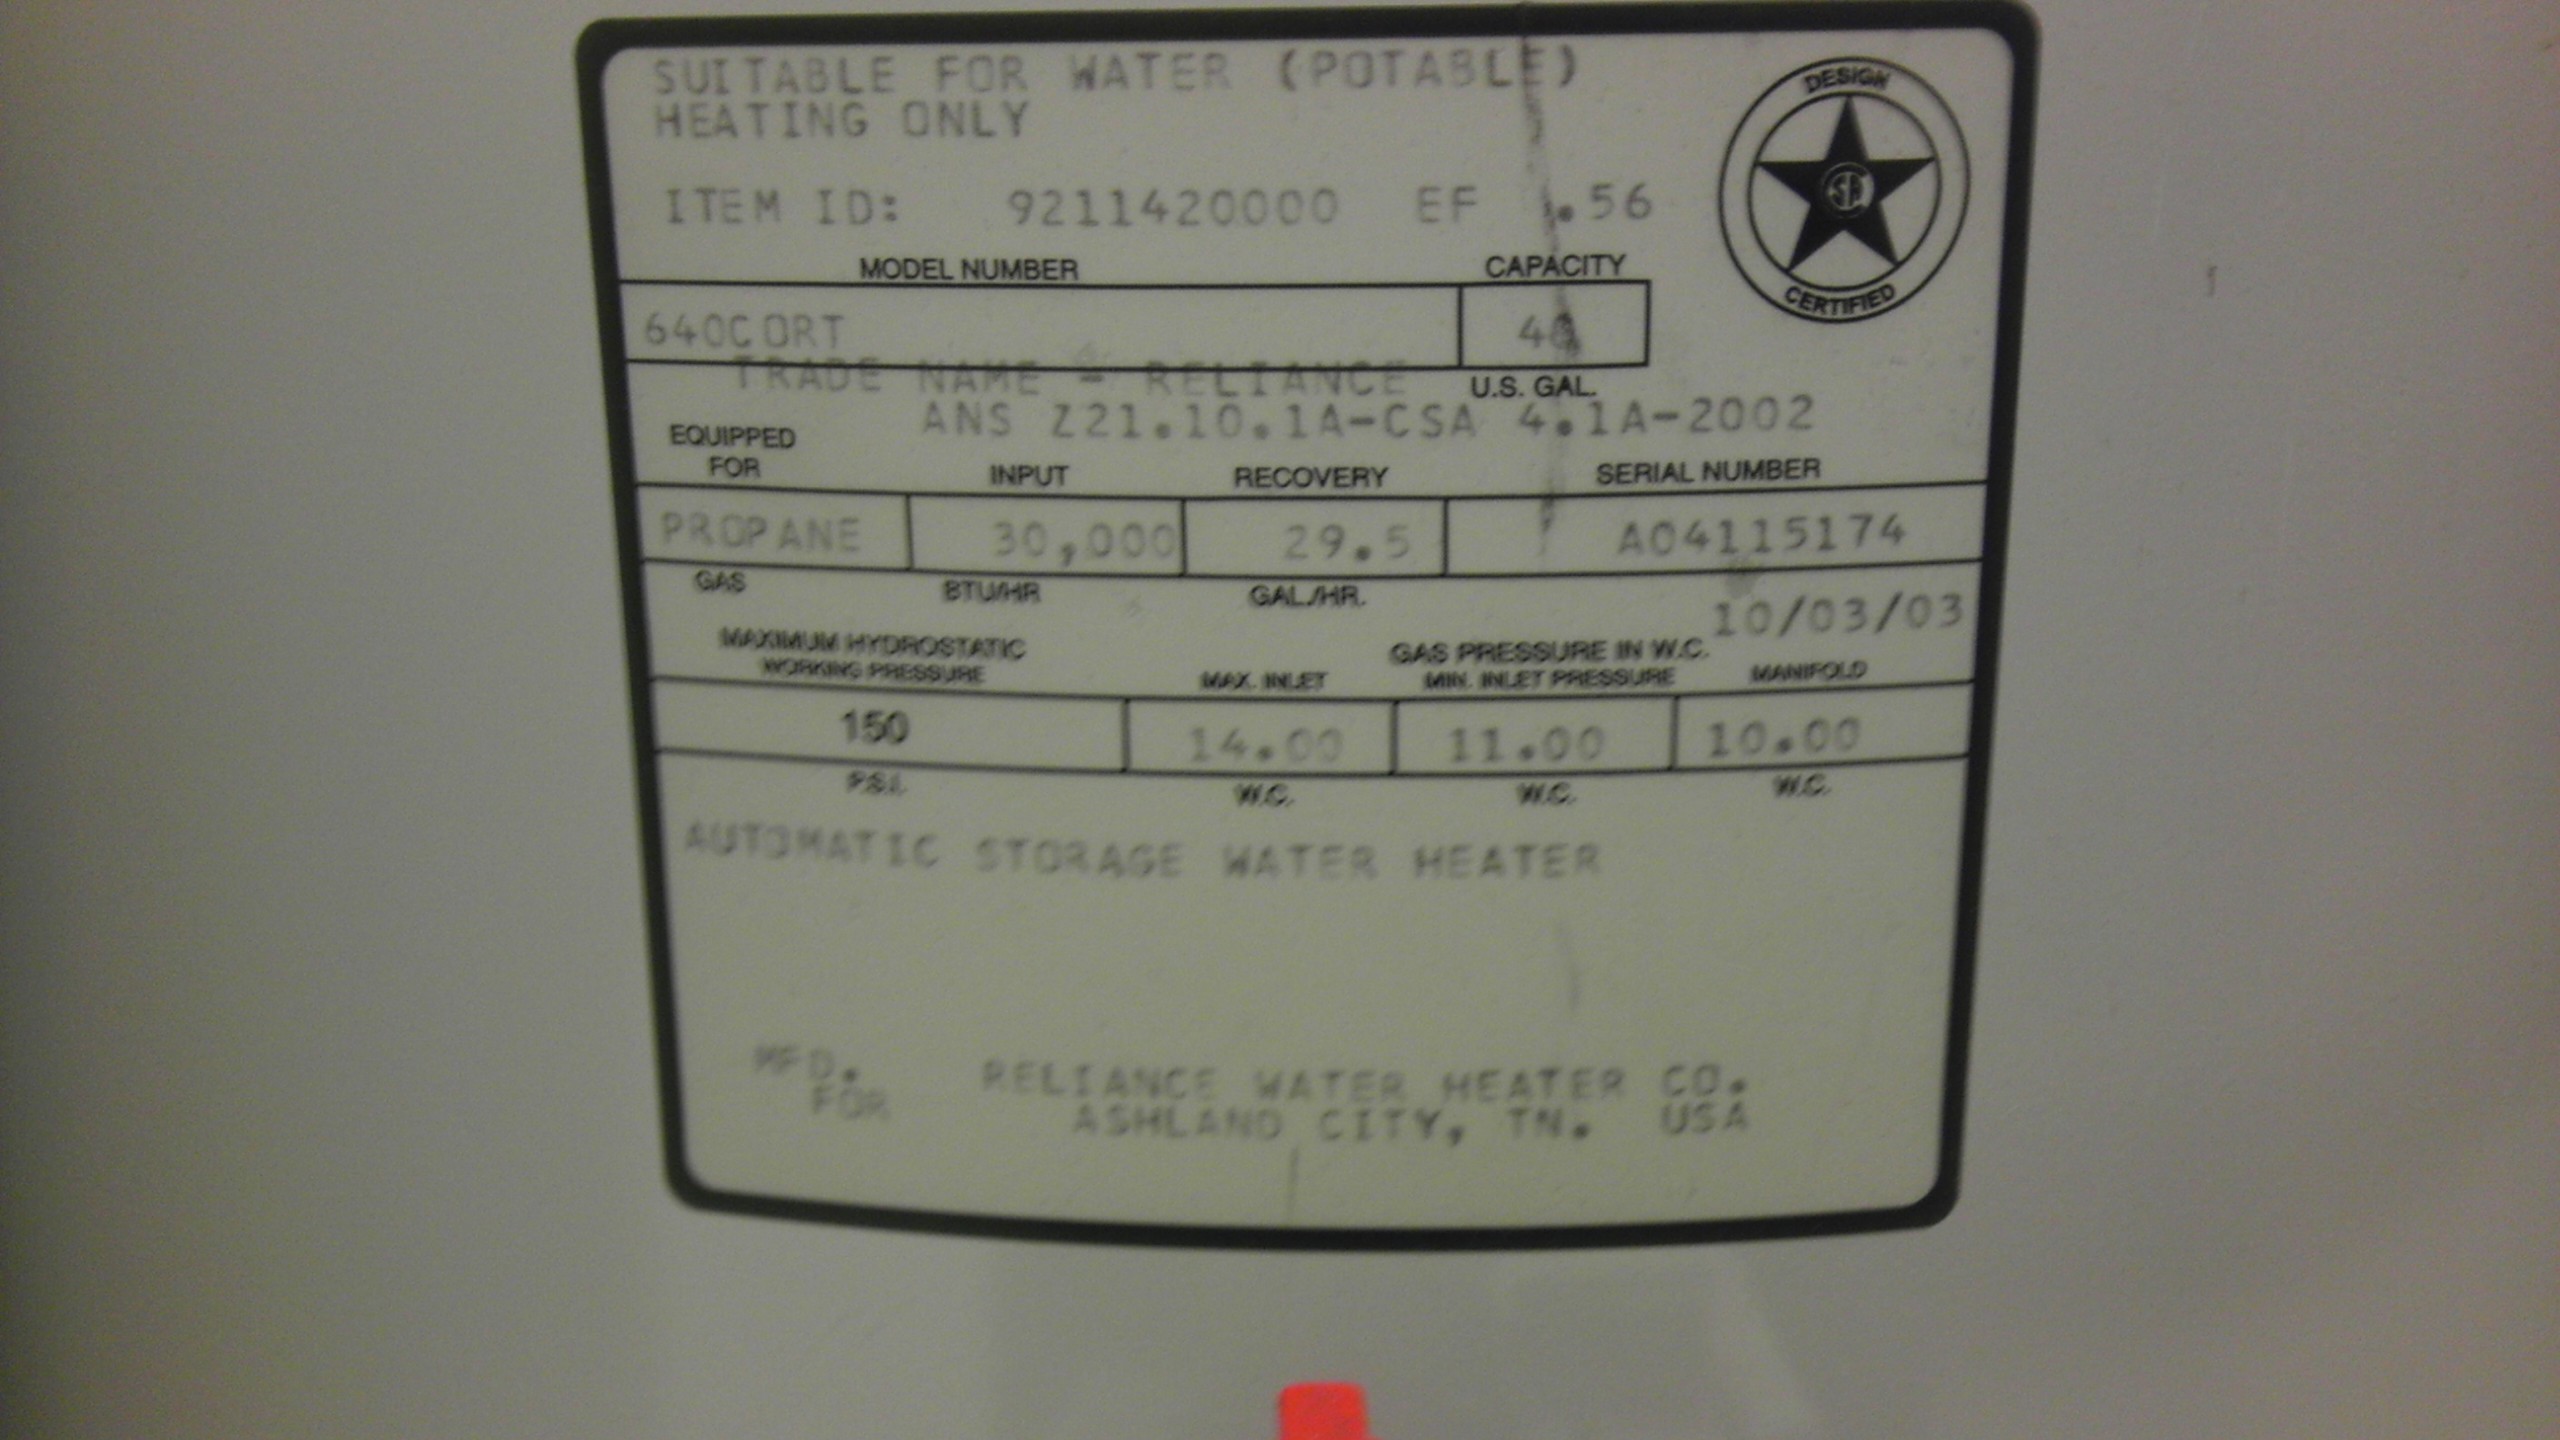 SUITABLE FOR WATER (POTABLE)
HEATING ONLY
DESIGN
CERTIFIED
ITEM ID: 9211420000 EF .56
MODEL NUMBER CAPACITY
640CORT 40
TRADE NAME - RELIANCE
U.S. GAL.
ANS Z21.10.1A-CSA 4.1A-2002
EQUIPPED
FOR INPUT RECOVERY SERIAL NUMBER
PROPANE 30,000 29.5 A04115174
GAS BTU/HR GAL./HR.
10/03/03
MAXIMUM HYDROSTATIC GAS PRESSURE IN W.C.
WORKING PRESSURE MAX. INLET MIN. INLET PRESSURE MANIFOLD
150 14.00 11.00 10.00
P.S.I. W.C. W.C. W.C.
AUTOMATIC STORAGE WATER HEATER
MFD. RELIANCE WATER HEATER CO.
FOR ASHLAND CITY, TN. USA